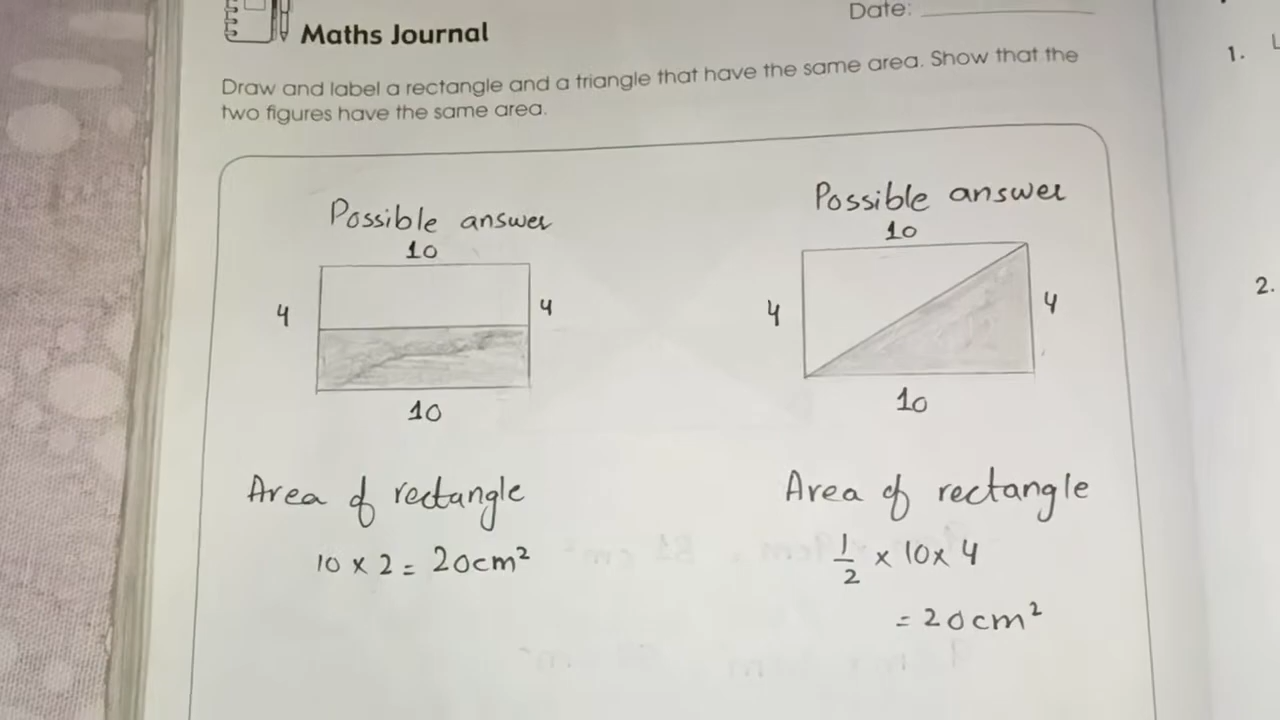 Maths Journal
Date:
Draw and label a rectangle and a triangle that have the same area. Show that the
two figures have the same area.
Possible answer
10
4
4
10
Area of rectangle
10 x 2 = 20cm²
Possible answer
10
4
4
10
Area of rectangle
1/2 x 10 x 4
= 20cm²
1.
2.